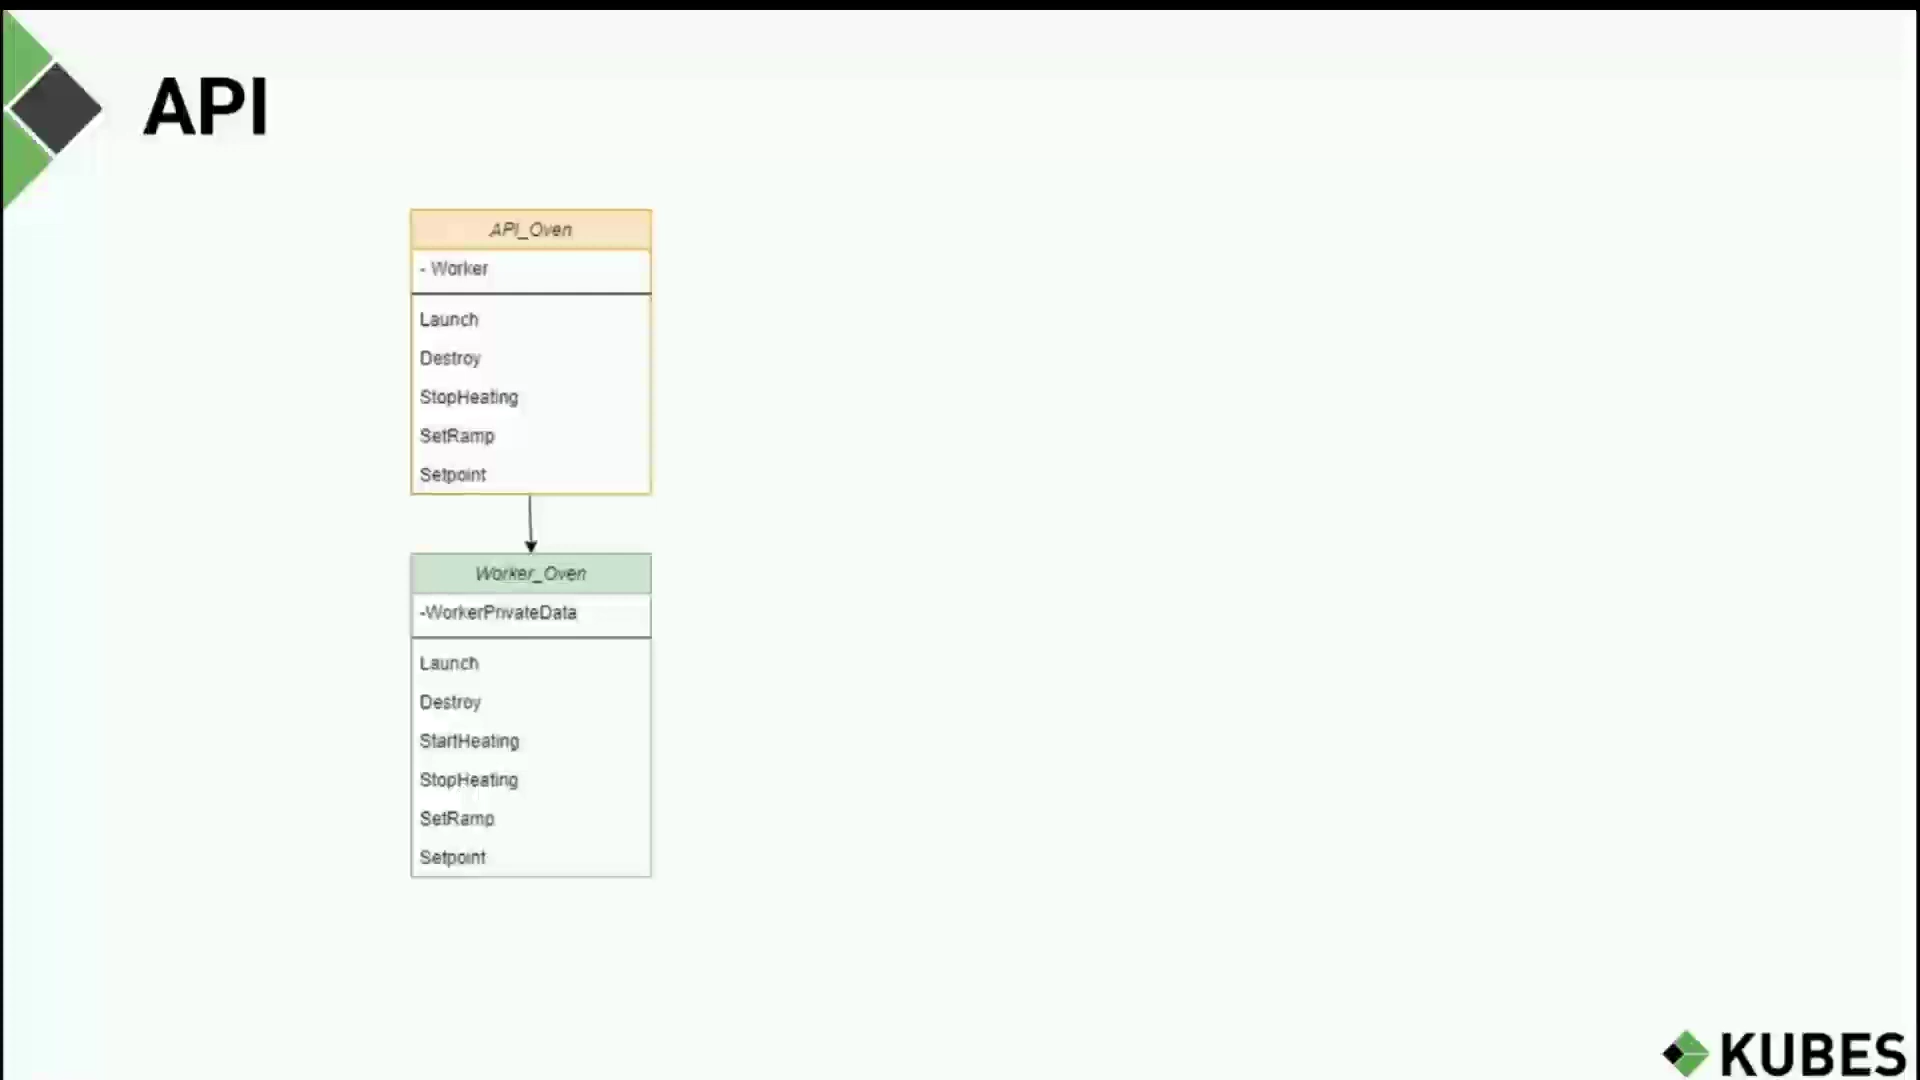 API
API_Oven
- Worker
Launch
Destroy
StopHeating
SetRamp
Setpoint
Worker_Oven
-WorkerPrivateData
Launch
Destroy
StartHeating
StopHeating
SetRamp
Setpoint
KUBES